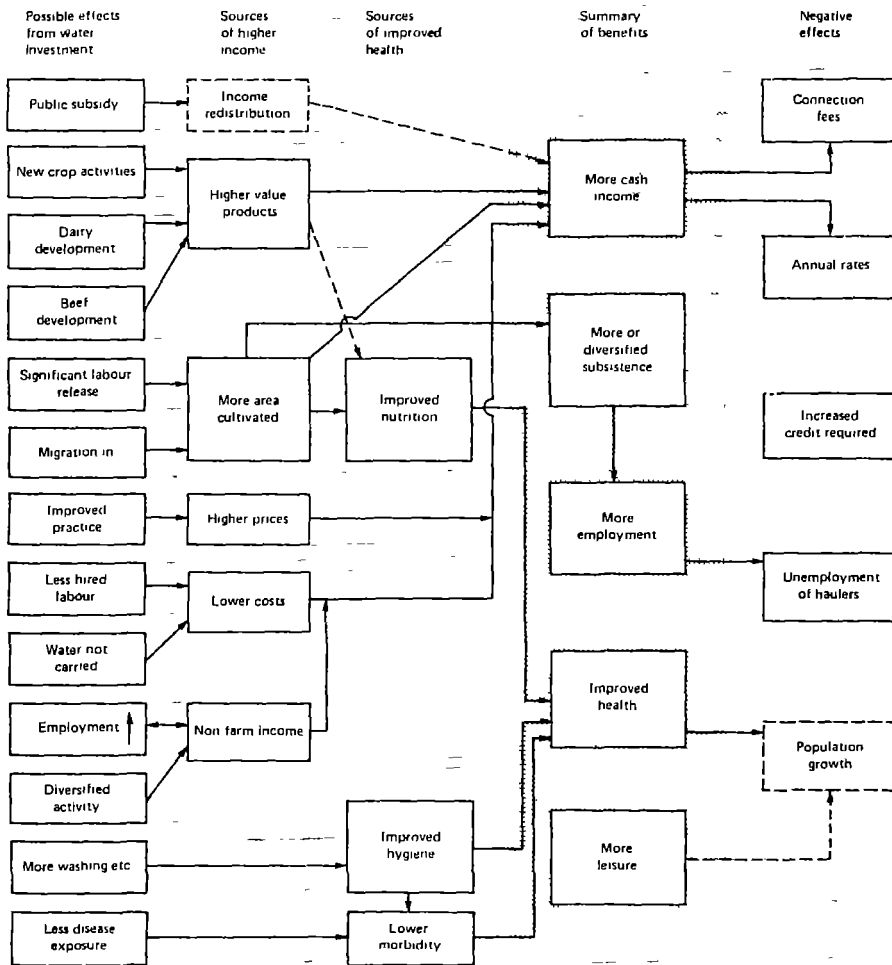 Possible effects
from water
investment
Sources
of higher
income
Sources
of improved
health
Summary
of benefits
Negative
effects
Public subsidy
Income
redistribution
Connection
fees
New crop activities
Higher value
products
More cash
income
Dairy
development
Annual rates
Beef
development
More or
diversified
subsistence
Significant labour
release
More area
cultivated
Improved
nutrition
Increased
credit required
Migration in
Improved
practice
Higher prices
More
employment
Less hired
labour
Lower costs
Unemployment
of haulers
Water not
carried
Improved
health
Employment
Non farm income
Population
growth
Diversified
activity
Improved
hygiene
More
leisure
More washing etc
Less disease
exposure
Lower
morbidity